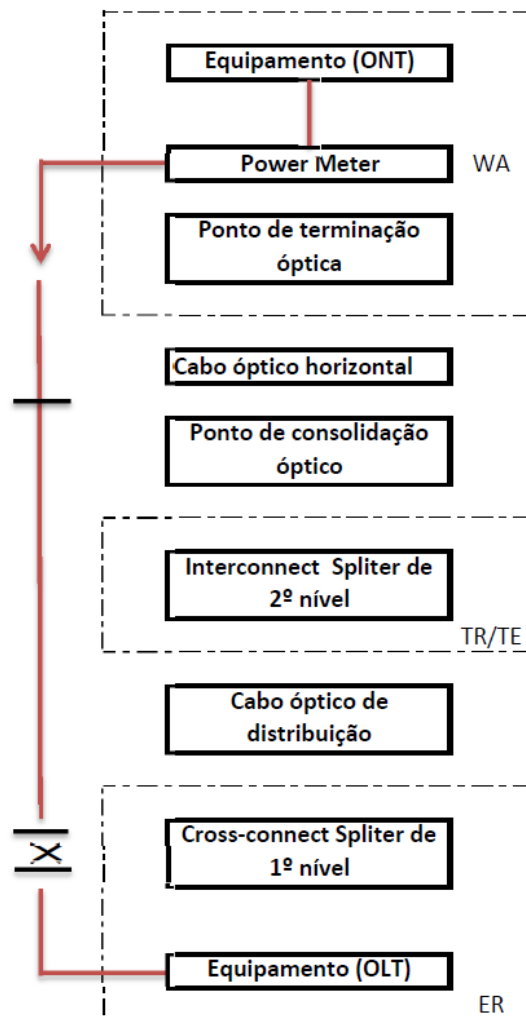 Equipamento (ONT)
Power Meter
WA
Ponto de terminação
óptica
Cabo óptico horizontal
Ponto de consolidação
óptico
Interconnect Spliter de
2º nível
TR/TE
Cabo óptico de
distribuição
Cross-connect Spliter de
1º nível
Equipamento (OLT)
ER